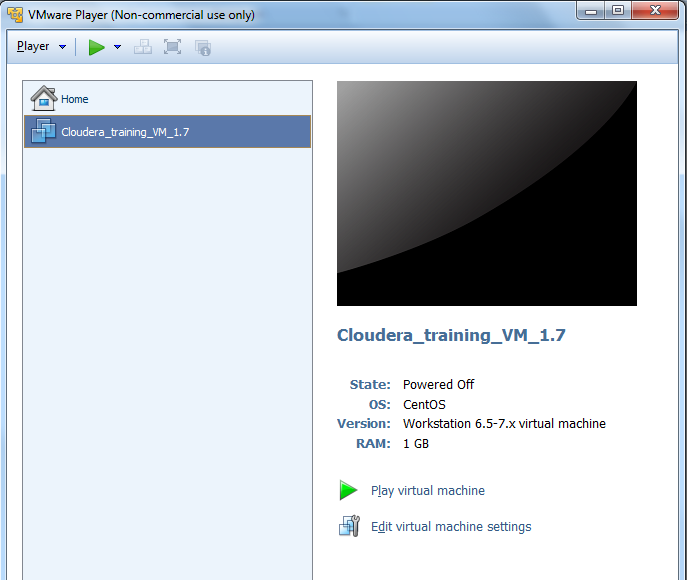 VMware Player (Non-commercial use only)
Player
Home
Cloudera_training_VM_1.7
Cloudera_training_VM_1.7
State: Powered Off
OS: CentOS
Version: Workstation 6.5-7.x virtual machine
RAM: 1 GB
Play virtual machine
Edit virtual machine settings